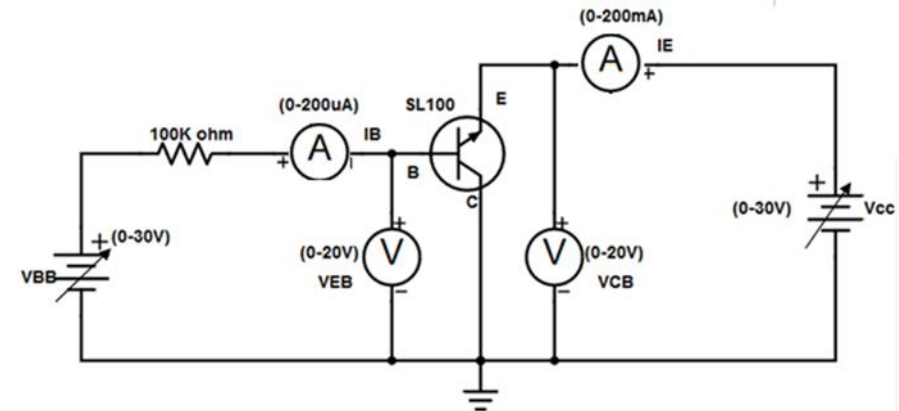 (0-200mA)
A
IE
+
(0-200uA)
SL100
E
100K ohm
A
IB
+
B
C
+
(0-30V)
Vcc
+(0-30V)
VBB
+
(0-20V)
V
VEB
–
+
V
(0-20V)
VCB
–